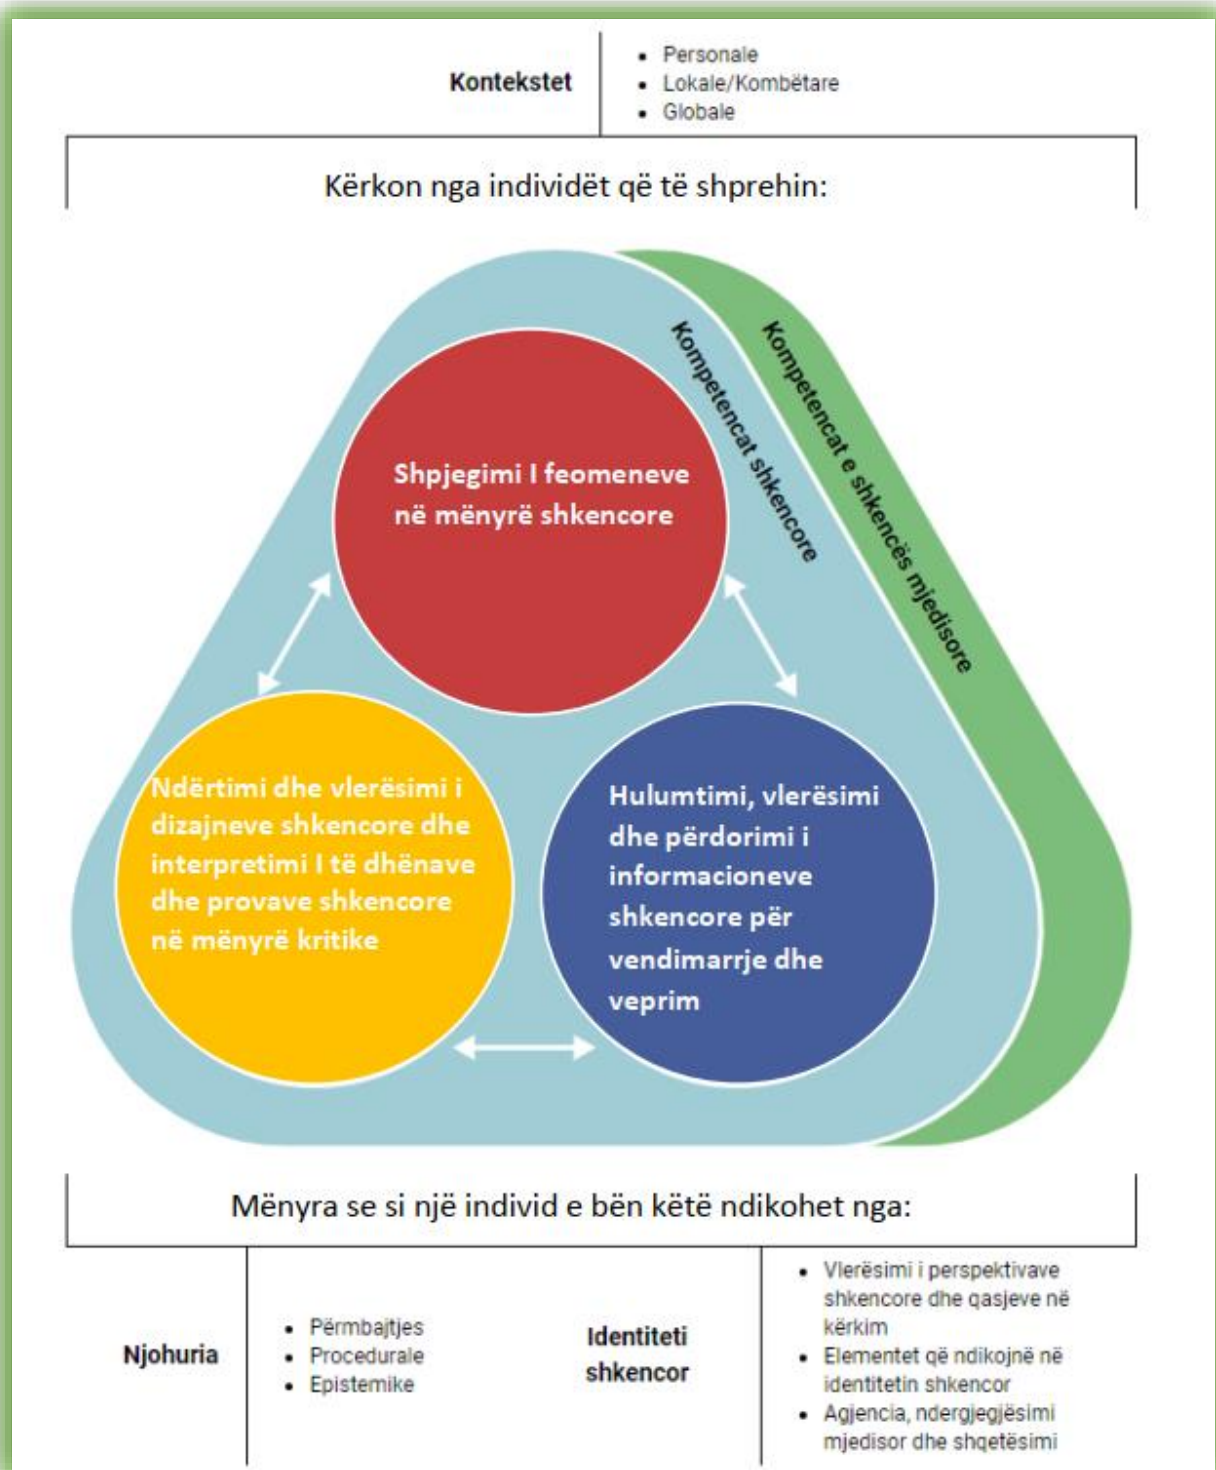 Kontekstet
• Personale
• Lokale/Kombëtare
• Globale
Kërkon nga individët që të shprehin:
Kompetencat shkencore
Kompetencat e shkencës mjedisore
Shpjegimi I feomeneve
në mënyrë shkencore
Ndërtimi dhe vlerësimi i
dizajneve shkencore dhe
interpretimi I të dhënave
dhe provave shkencore
në mënyrë kritike
Hulumtimi, vlerësimi
dhe përdorimi i
informacioneve
shkencore për
vendimarrje dhe
veprim
Mënyra se si një individ e bën këtë ndikohet nga:
Njohuria
• Përmbajtjes
• Procedurale
• Epistemike
Identiteti
shkencor
• Vlerësimi i perspektivave
shkencore dhe qasjeve në
kërkim
• Elementet që ndikojnë në
identitetin shkencor
• Agjencia, ndergjegjësimi
mjedisor dhe shqetësimi